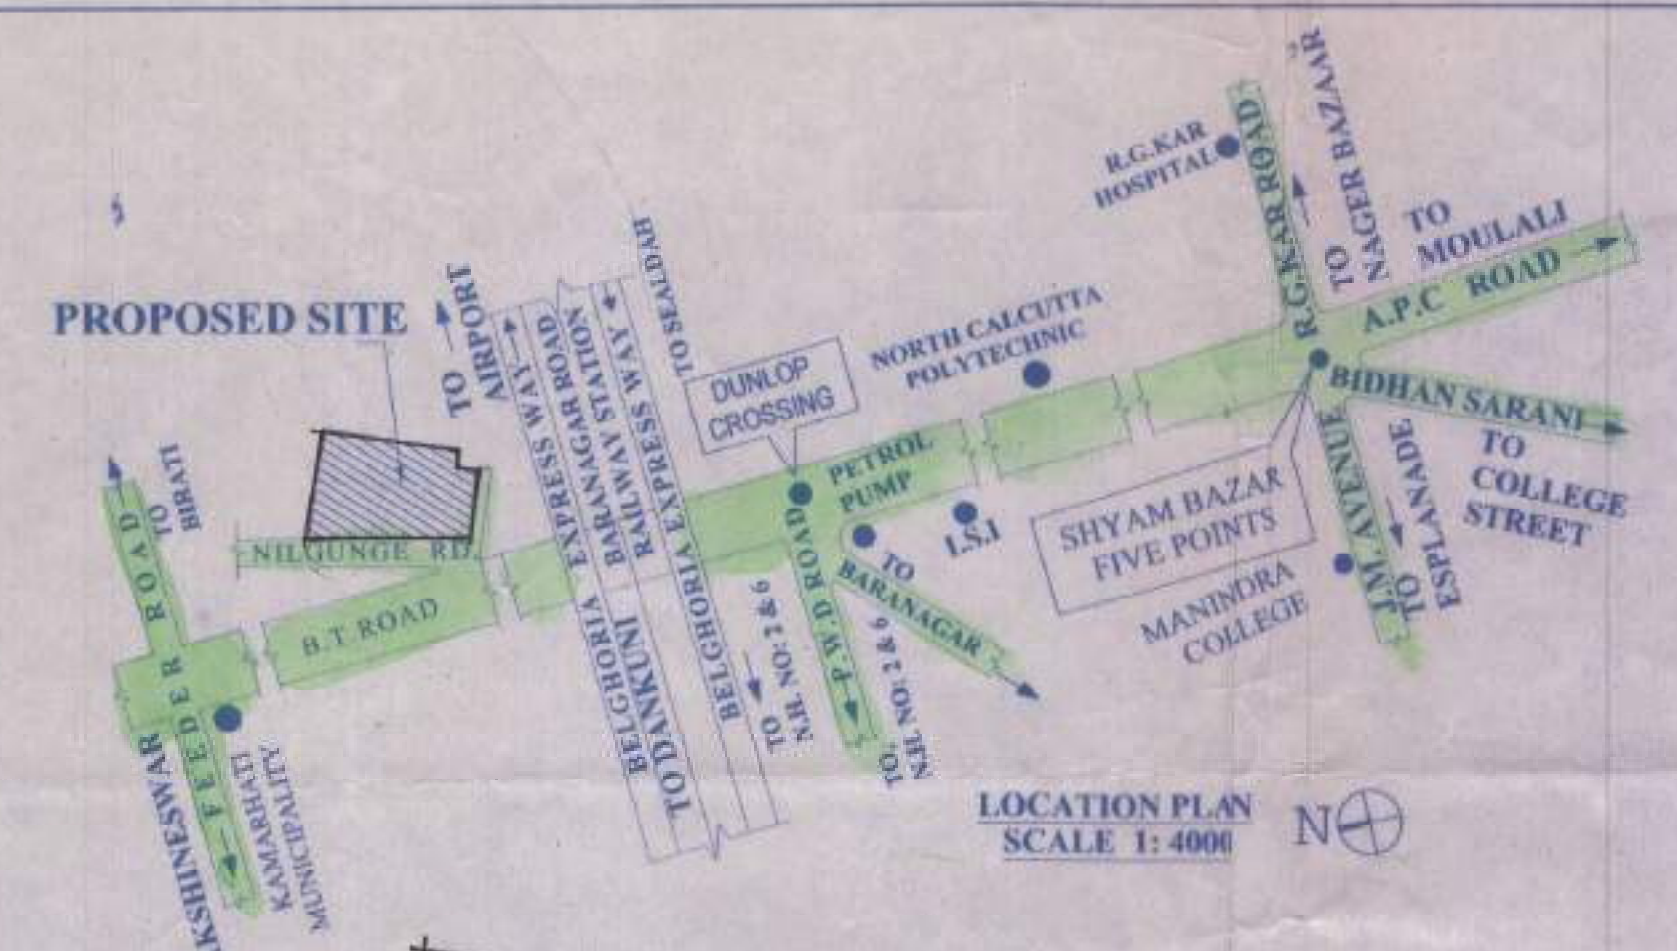 TO
NAGER BAZAAR
R.G.KAR
HOSPITAL
R.G.KAR ROAD
TO
MOULALI
A.P.C ROAD
PROPOSED SITE
TO
AIRPORT
TO SEALDAH
BELGHORIA EXPRESS WAY
BARANAGAR ROAD
RAILWAY STATION
BELGHORIA EXPRESS WAY
TO DANKUNI
DUNLOP
CROSSING
NORTH CALCUTTA
POLYTECHNIC
BIDHAN SARANI
TO
COLLEGE
STREET
PETROL
PUMP
I.S.I
SHYAM BAZAR
FIVE POINTS
J.M. AVENUE
TO
ESPLANADE
MANINDRA
COLLEGE
TO
BIRATI
NILGUNGE RD.
B.T ROAD
FEEDER ROAD
P.W.D ROAD
TO
BARANAGAR
TO
N.H. NO: 2 & 6
TO,
N.H. NO: 2 & 6
KAMARHATI
MUNICIPALITY
LOCATION PLAN
SCALE 1: 4000
N